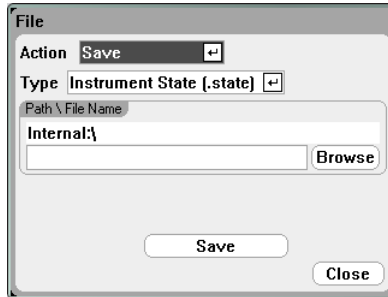 File
Action Save
Type Instrument State (.state)
Path \ File Name
Internal:\
Browse
Save
Close